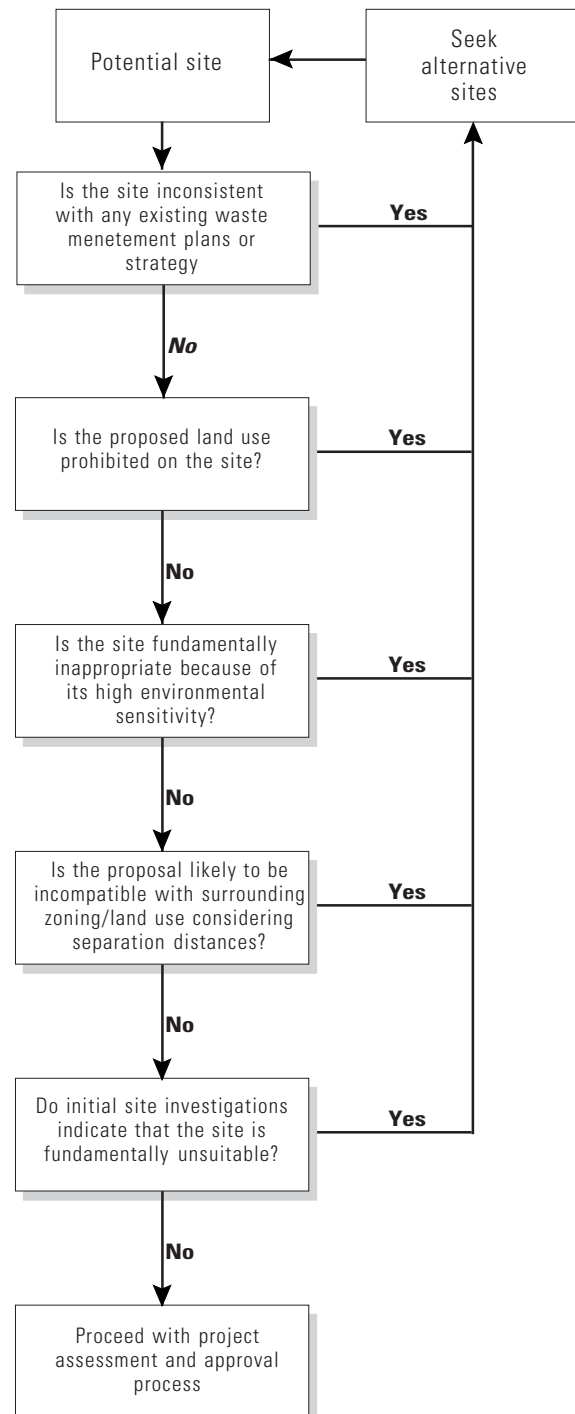 Potential site
Seek
alternative
sites
Is the site inconsistent
with any existing waste
menetement plans or
strategy
Yes
No
Is the proposed land use
prohibited on the site?
Yes
No
Is the site fundamentally
inappropriate because of
its high environmental
sensitivity?
Yes
No
Is the proposal likely to be
incompatible with surrounding
zoning/land use considering
separation distances?
Yes
No
Do initial site investigations
indicate that the site is
fundamentally unsuitable?
Yes
No
Proceed with project
assessment and approval
process